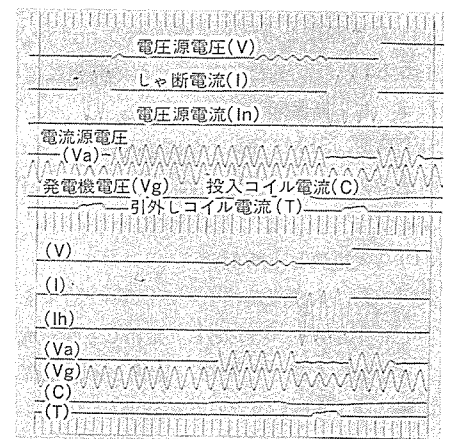 電圧源電圧(V)
しゃ断電流(I)
電圧源電流(In)
電流源電圧
(Va)
発電機電圧(Vg) 投入コイル電流(C)
引外しコイル電流(T)
(V)
(I)
(Ih)
(Va)
(Vg)
(C)
(T)